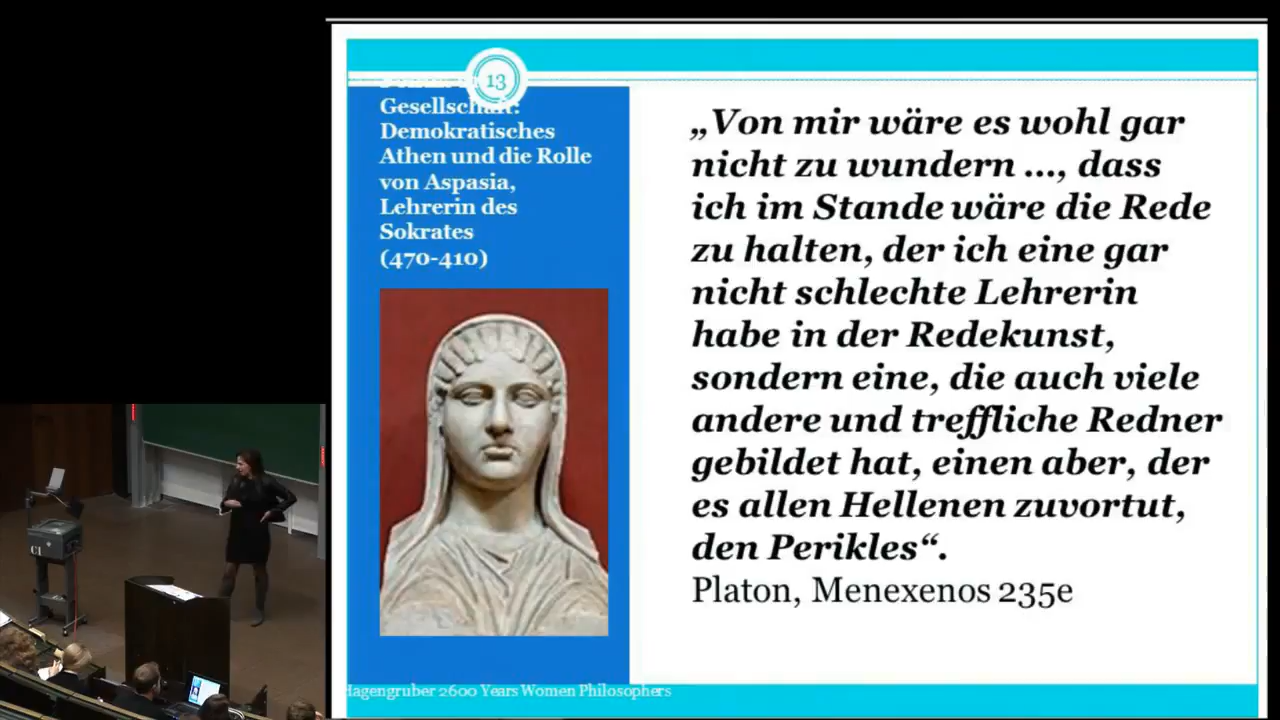 13
Gesellschaft:
Demokratisches
Athen und die Rolle
von Aspasia,
Lehrerin des
Sokrates
(470-410)
„Von mir wäre es wohl gar
nicht zu wundern ..., dass
ich im Stande wäre die Rede
zu halten, der ich eine gar
nicht schlechte Lehrerin
habe in der Redekunst,
sondern eine, die auch viele
andere und treffliche Redner
gebildet hat, einen aber, der
es allen Hellenen zuvortut,
den Perikles“.
Platon, Menexenos 235e
Hagengruber 2600 Years Women Philosophers
C1